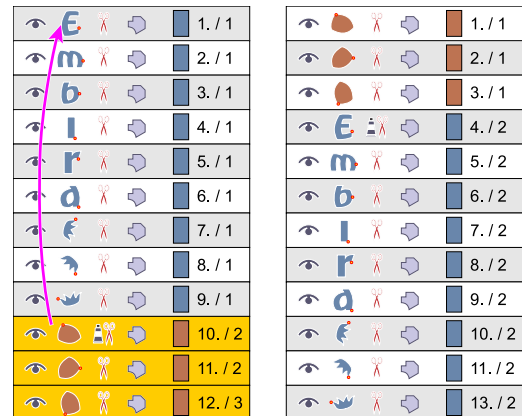 E 1. / 1
m 2. / 1
b 3. / 1
l 4. / 1
r 5. / 1
a 6. / 1
7. / 1
8. / 1
9. / 1
10. / 2
11. / 2
12. / 3
1. / 1
2. / 1
3. / 1
E 4. / 2
m 5. / 2
b 6. / 2
l 7. / 2
r 8. / 2
a 9. / 2
10. / 2
11. / 2
13. / 2